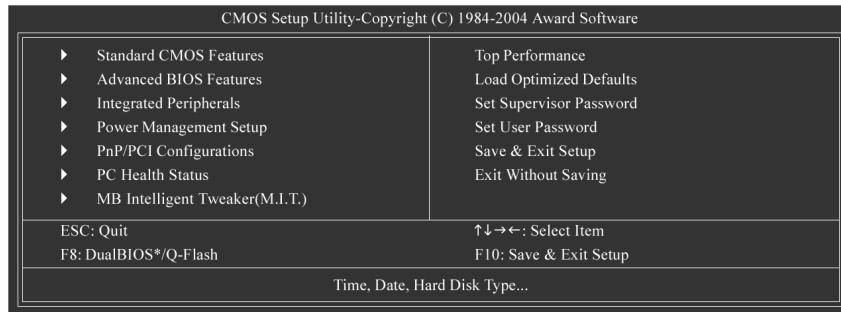 CMOS Setup Utility-Copyright (C) 1984-2004 Award Software
Standard CMOS Features
Advanced BIOS Features
Integrated Peripherals
Power Management Setup
PnP/PCI Configurations
PC Health Status
MB Intelligent Tweaker(M.I.T.)
Top Performance
Load Optimized Defaults
Set Supervisor Password
Set User Password
Save & Exit Setup
Exit Without Saving
ESC: Quit
↑↓→←: Select Item
F8: DualBIOS*/Q-Flash
F10: Save & Exit Setup
Time, Date, Hard Disk Type...